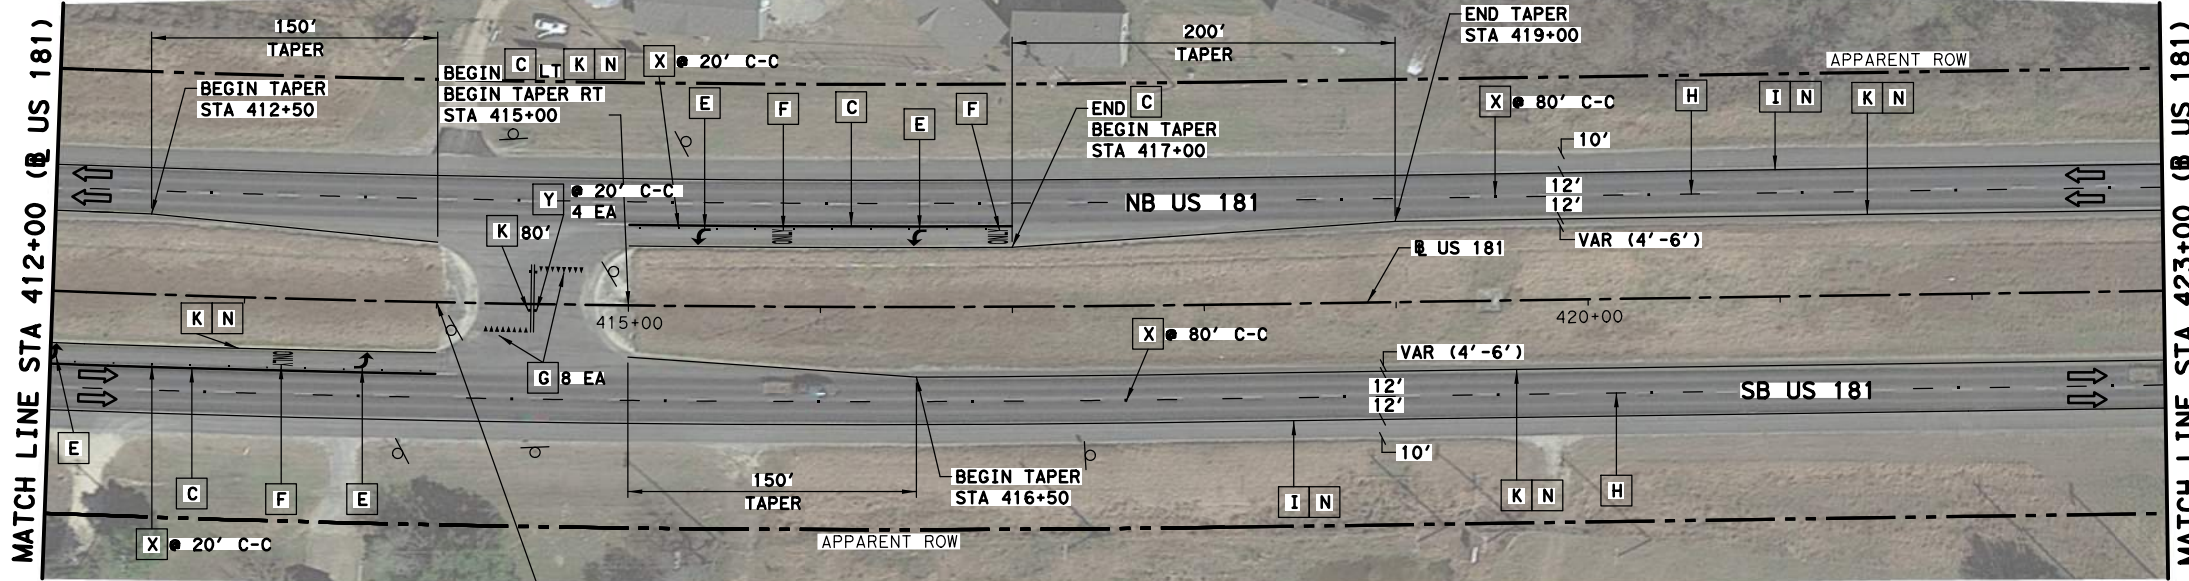 MATCH LINE STA 412+00 (BL US 181)
150'
TAPER
BEGIN TAPER
STA 412+50
BEGIN C LT K N
BEGIN TAPER RT
STA 415+00
X @ 20' C-C
E
F
C
E
F
200'
TAPER
END C
BEGIN TAPER
STA 417+00
END TAPER
STA 419+00
X @ 80' C-C
H
I N
K N
APPARENT ROW
10'
12'
12'
VAR (4'-6')
NB US 181
Y @ 20' C-C
4 EA
K 80'
ONLY
ONLY
BL US 181
K N
415+00
420+00
ONLY
G 8 EA
X @ 80' C-C
VAR (4'-6')
12'
12'
10'
SB US 181
E
C
F
E
X @ 20' C-C
150'
TAPER
BEGIN TAPER
STA 416+50
I N
K N
H
APPARENT ROW
MATCH LINE STA 423+00 (BL US 181)